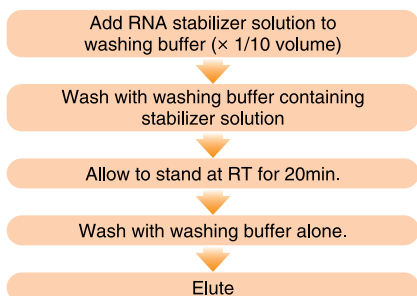 Add RNA stabilizer solution to
washing buffer (× 1/10 volume)
Wash with washing buffer containing
stabilizer solution
Allow to stand at RT for 20min.
Wash with washing buffer alone.
Elute